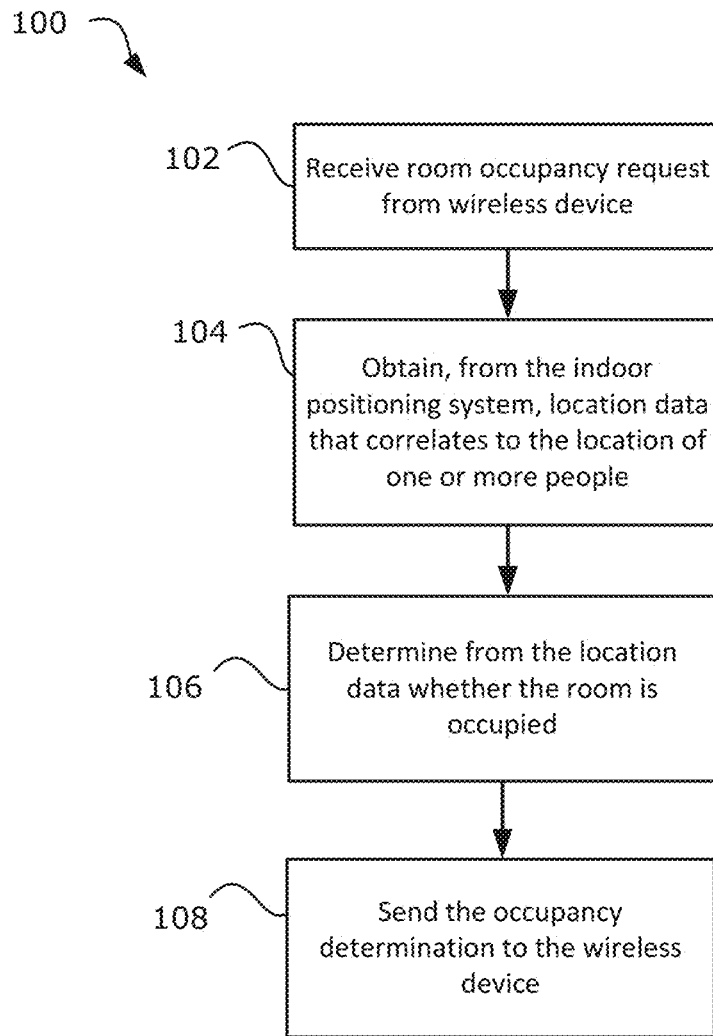 100
102
Receive room occupancy request
from wireless device
104
Obtain, from the indoor
positioning system, location data
that correlates to the location of
one or more people
106
Determine from the location
data whether the room is
occupied
108
Send the occupancy
determination to the wireless
device